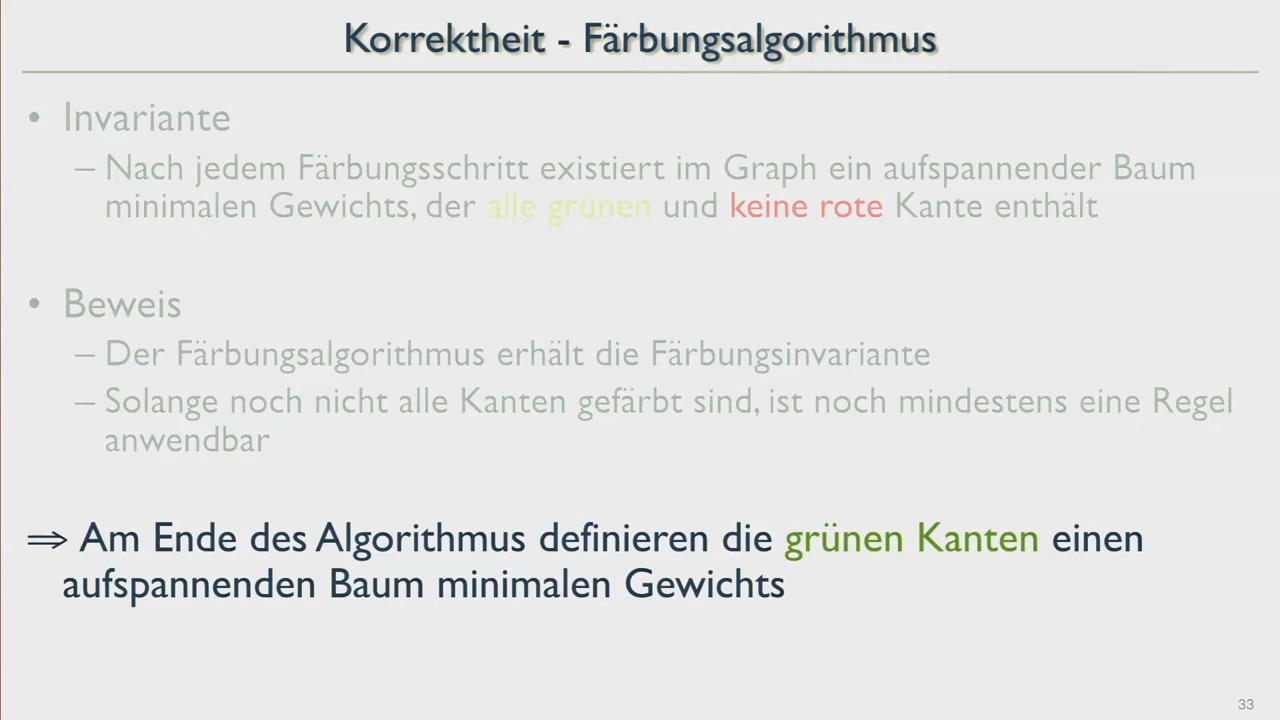 Korrektheit - Färbungsalgorithmus
• Invariante
– Nach jedem Färbungsschritt existiert im Graph ein aufspannender Baum
minimalen Gewichts, der alle grünen und keine rote Kante enthält
• Beweis
– Der Färbungsalgorithmus erhält die Färbungsinvariante
– Solange noch nicht alle Kanten gefärbt sind, ist noch mindestens eine Regel
anwendbar
⇒ Am Ende des Algorithmus definieren die grünen Kanten einen
aufspannenden Baum minimalen Gewichts
33